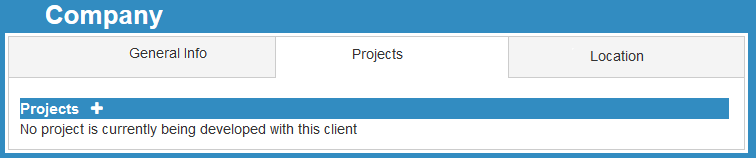 Company
General Info Projects Location
Projects +
No project is currently being developed with this client